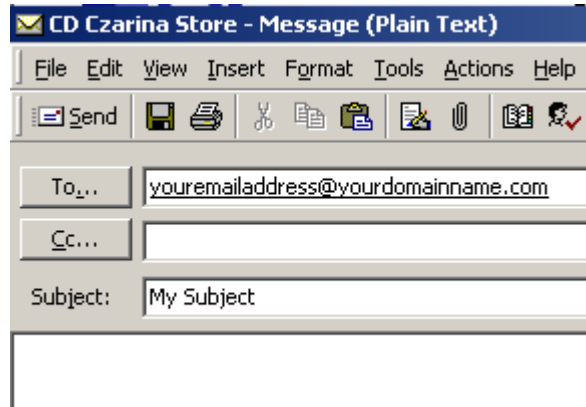 CD Czarina Store - Message (Plain Text)
File Edit View Insert Format Tools Actions Help
Send
To... youremailaddress@yourdomainname.com
Cc...
Subject: My Subject